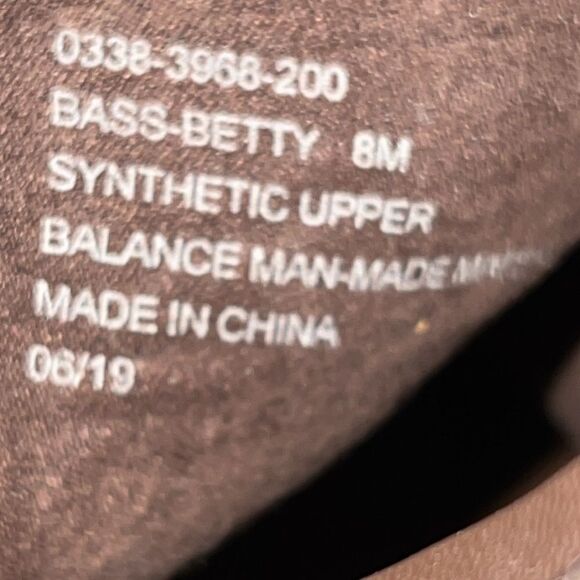 0338-3968-200
BASS-BETTY 8M
SYNTHETIC UPPER
BALANCE MAN-MADE
MADE IN CHINA
06/19